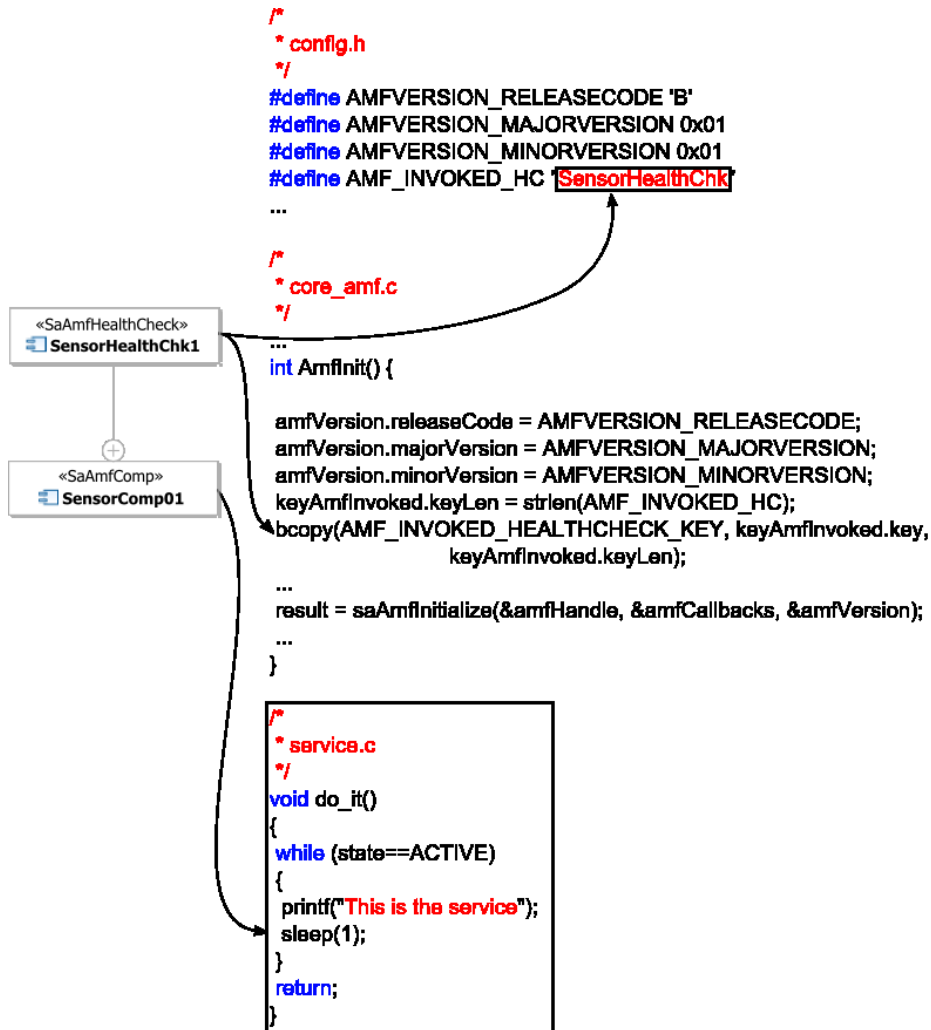 /*
* config.h
*/
#define AMFVERSION_RELEASECODE 'B'
#define AMFVERSION_MAJORVERSION 0x01
#define AMFVERSION_MINORVERSION 0x01
#define AMF_INVOKED_HC "SensorHealthChk"
...
/*
* core_amf.c
*/
...
int AmfInit() {
amfVersion.releaseCode = AMFVERSION_RELEASECODE;
amfVersion.majorVersion = AMFVERSION_MAJORVERSION;
amfVersion.minorVersion = AMFVERSION_MINORVERSION;
keyAmfInvoked.keyLen = strlen(AMF_INVOKED_HC);
bcopy(AMF_INVOKED_HEALTHCHECK_KEY, keyAmfInvoked.key,
keyAmfInvoked.keyLen);
...
result = saAmfInitialize(&amfHandle, &amfCallbacks, &amfVersion);
...
}
«SaAmfHealthCheck»
SensorHealthChk1
«SaAmfComp»
SensorComp01
/*
* service.c
*/
void do_it()
{
while (state==ACTIVE)
{
printf("This is the service");
sleep(1);
}
return;
}